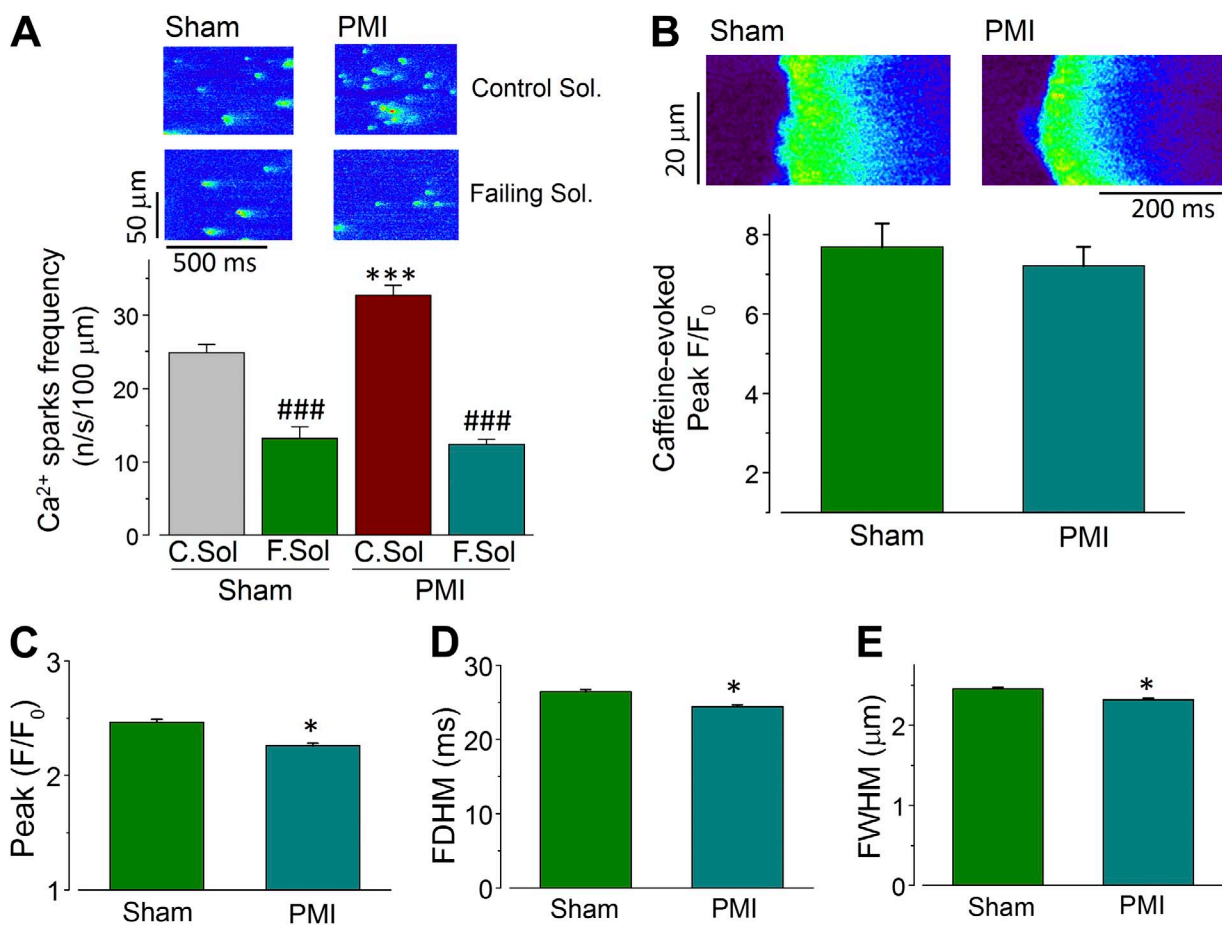 A
Sham
PMI
Control Sol.
Failing Sol.
50 μm
500 ms
Ca²⁺ sparks frequency
(n/s/100 μm)
30
20
10
0
***
###
###
C.Sol
F.Sol
C.Sol
F.Sol
Sham
PMI
B
Sham
PMI
20 μm
200 ms
Caffeine-evoked
Peak F/F₀
8
6
4
2
Sham
PMI
C
Peak (F/F₀)
3
2
1
*
Sham
PMI
D
FDHM (ms)
30
20
10
0
*
Sham
PMI
E
FWHM (μm)
2
1
0
*
Sham
PMI